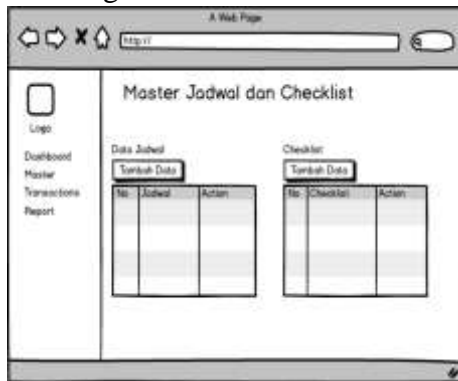 A Web Page
http://
Master Jadwal dan Checklist
Logo
Dashboard
Master
Transactions
Report
Data Jadwal
Tambah Data
No Jadwal Action
Checklist
Tambah Data
No Checklist Action